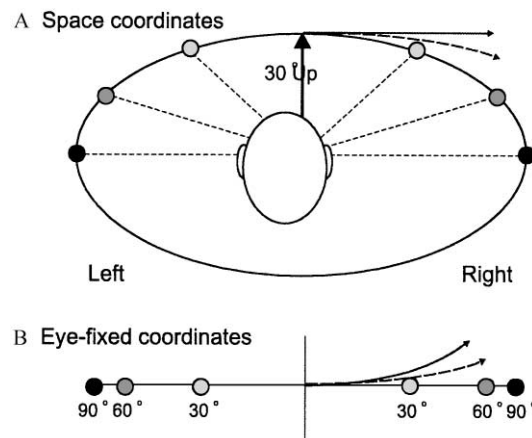 A Space coordinates
30°Up
Left Right
B Eye-fixed coordinates
90° 60° 30° 30° 60° 90°